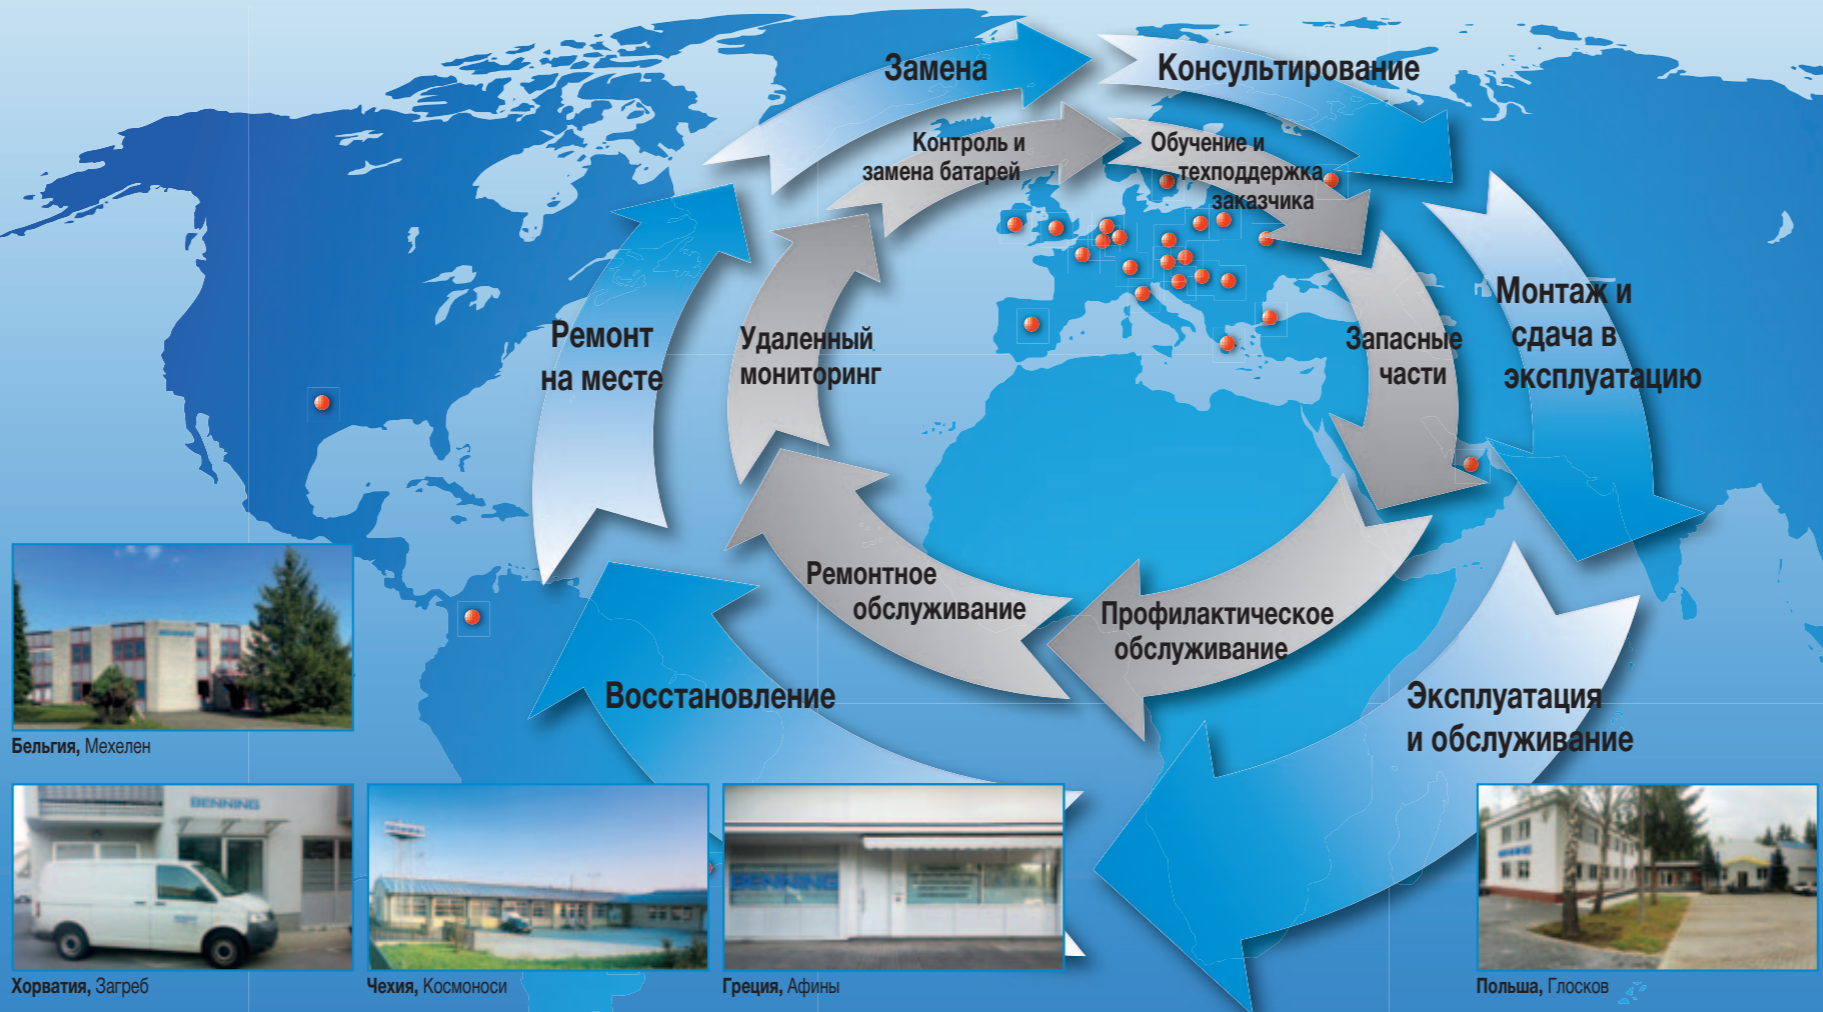 Замена
Консультирование
Контроль и
замена батарей
Обучение и
техподдержка
заказчика
Монтаж и
сдача в
эксплуатацию
Ремонт
на месте
Удаленный
мониторинг
Запасные
части
Ремонтное
обслуживание
Профилактическое
обслуживание
Восстановление
Эксплуатация
и обслуживание
Бельгия, Мехелен
BENNING
BENNING
Хорватия, Загреб
Чехия, Космоноси
Греция, Афины
Польша, Глосков